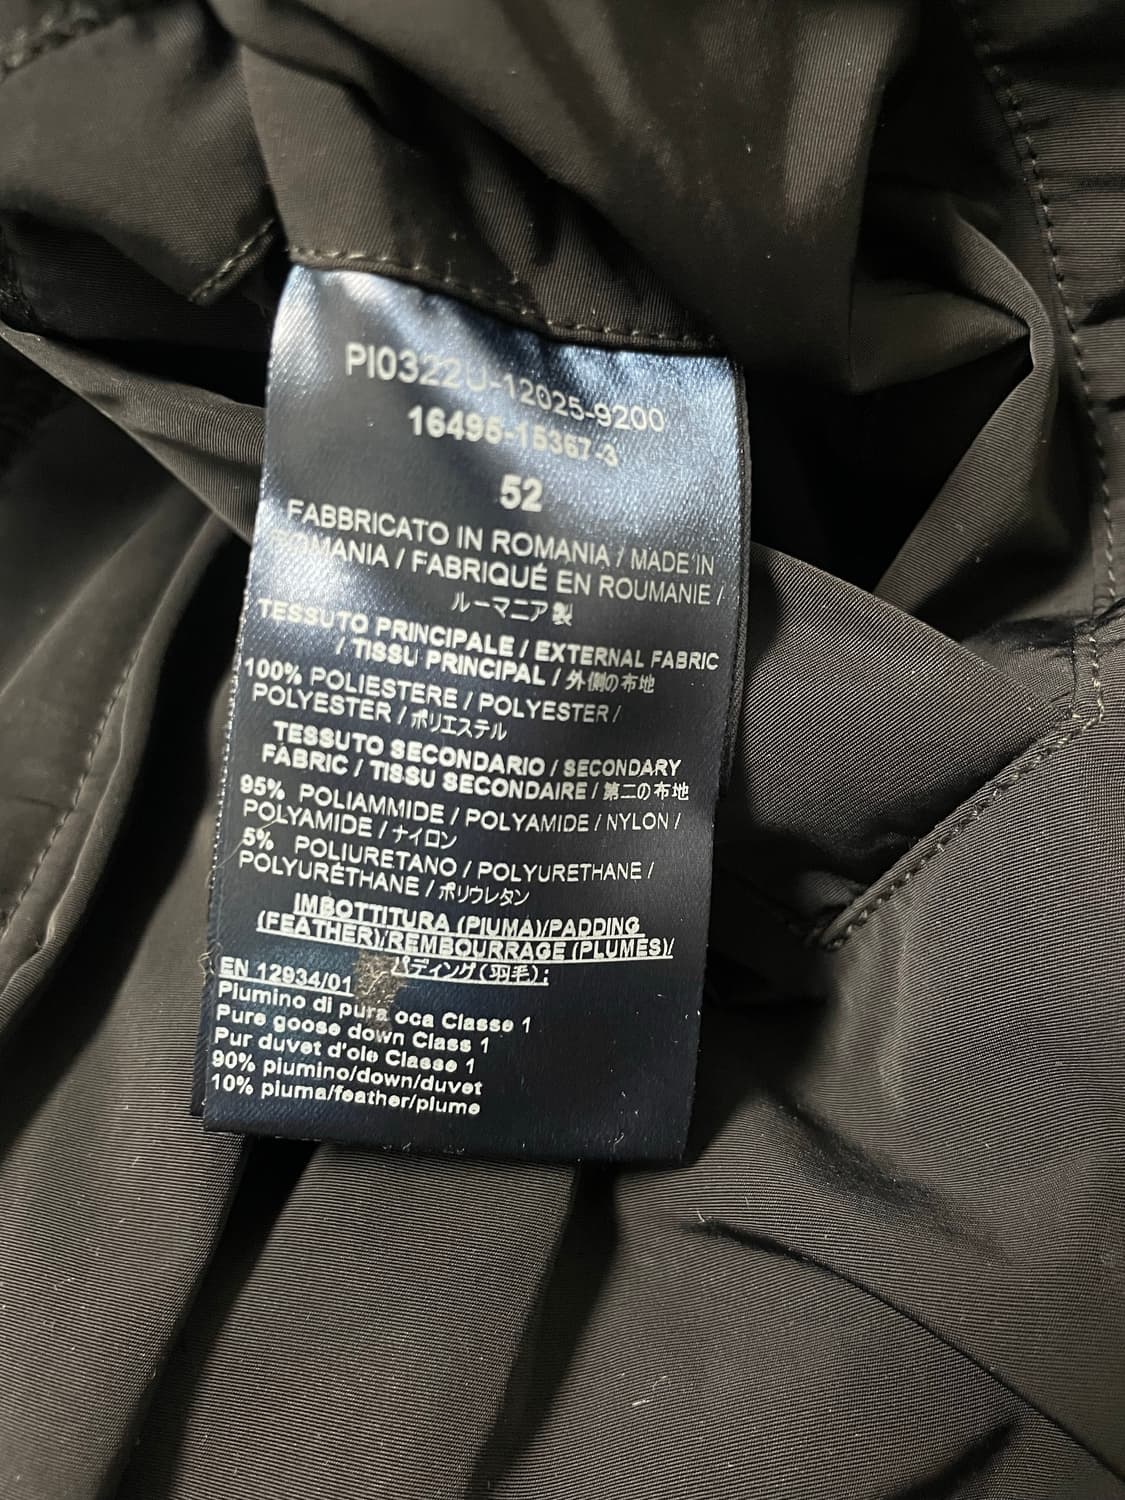 PI0322U-12025-9200
16495-15367-3
52
FABBRICATO IN ROMANIA / MADE IN
ROMANIA / FABRIQUÉ EN ROUMANIE /
ルーマニア製
TESSUTO PRINCIPALE / EXTERNAL FABRIC
/ TISSU PRINCIPAL / 外側の布地
100% POLIESTERE / POLYESTER /
POLYESTER / ポリエステル
TESSUTO SECONDARIO / SECONDARY
FABRIC / TISSU SECONDAIRE / 第二の布地
95% POLIAMMIDE / POLYAMIDE / NYLON /
POLYAMIDE / ナイロン
5% POLIURETANO / POLYURETHANE /
POLYURÉTHANE / ポリウレタン
IMBOTTITURA (PIUMA)/PADDING
(FEATHER)/REMBOURRAGE (PLUMES)/
パディング(羽毛):
EN 12934/01
Plumino di pura oca Classe 1
Pure goose down Class 1
Pur duvet d'oie Classe 1
90% piumino/down/duvet
10% piuma/feather/plume